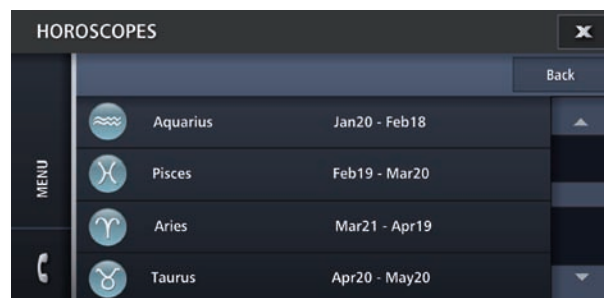 HOROSCOPES
Back
MENU
Aquarius Jan20 - Feb18
Pisces Feb19 - Mar20
Aries Mar21 - Apr19
Taurus Apr20 - May20